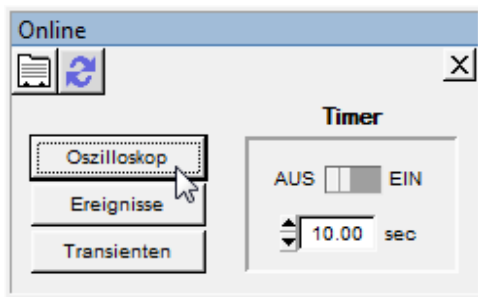 Online
X
Timer
Oszilloskop
AUS EIN
Ereignisse
10.00 sec
Transienten